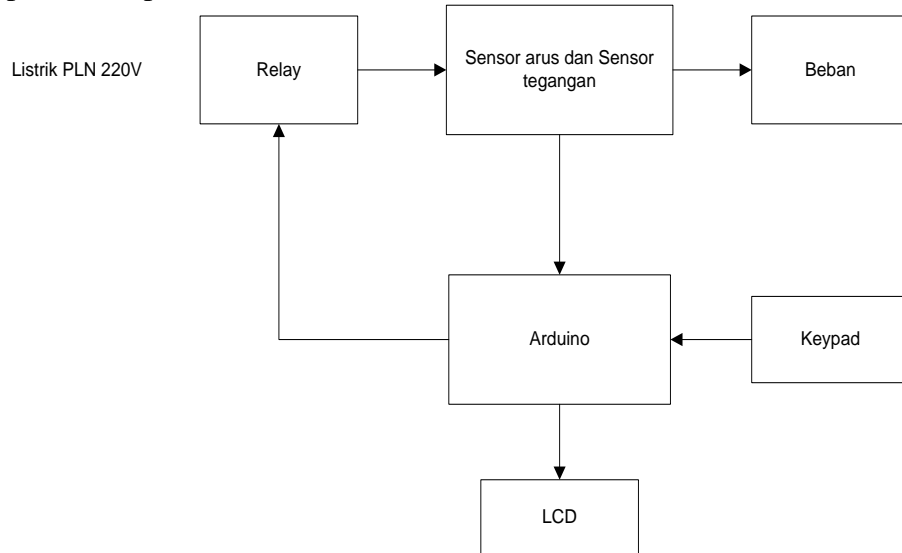 Listrik PLN 220V
Relay
Sensor arus dan Sensor
tegangan
Beban
Arduino
Keypad
LCD